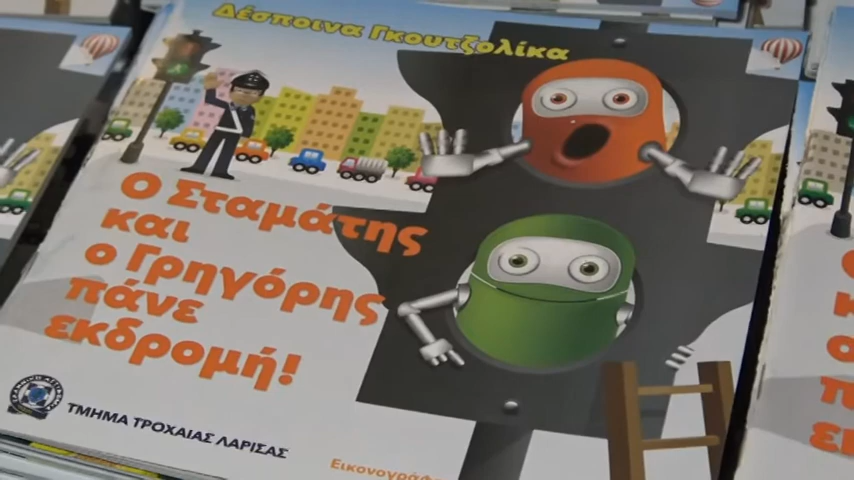 Δέσποινα Γκουτζολίκα
Ο Σταμάτης
και
ο Γρηγόρης
πάνε
εκδρομή!
ΤΜΗΜΑ ΤΡΟΧΑΙΑΣ ΛΑΡΙΣΑΣ